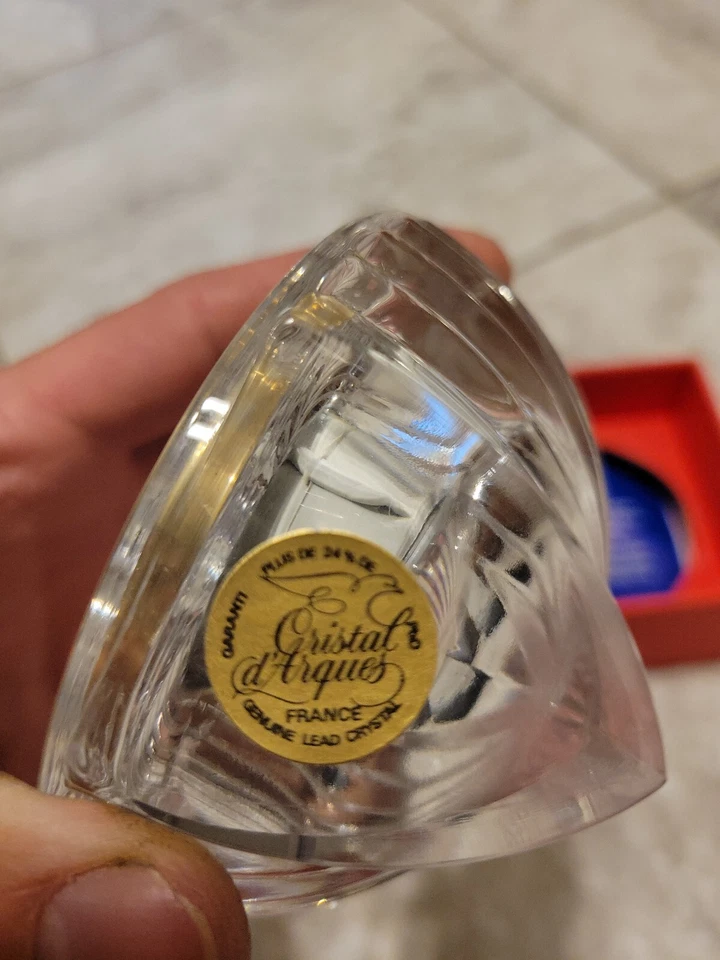 GARANTI PLUS DE 24 % DE
Cristal
d'Arques
FRANCE
GENUINE LEAD CRYSTAL